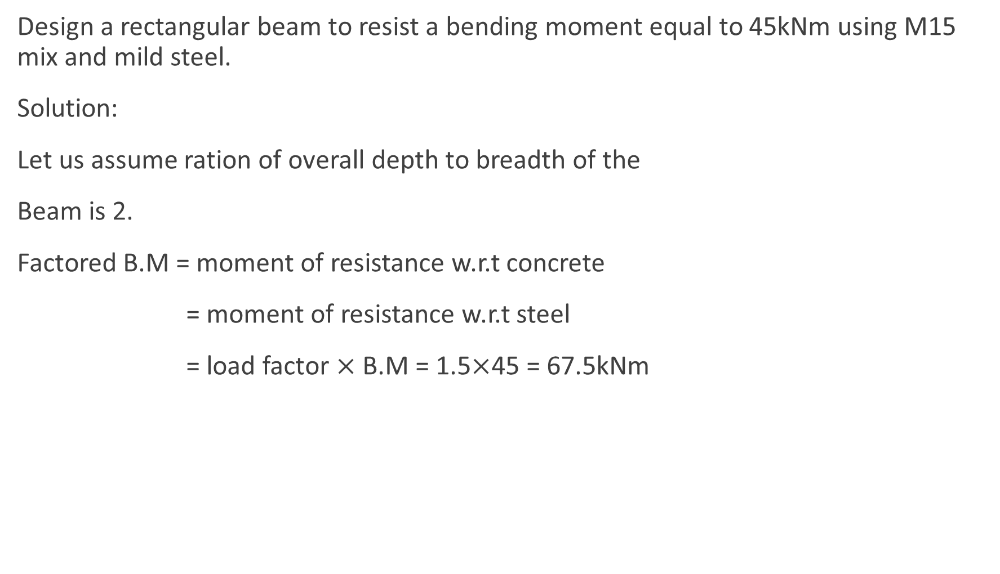 Design a rectangular beam to resist a bending moment equal to 45kNm using M15
mix and mild steel.
Solution:
Let us assume ration of overall depth to breadth of the
Beam is 2.
Factored B.M = moment of resistance w.r.t concrete
= moment of resistance w.r.t steel
= load factor × B.M = 1.5×45 = 67.5kNm